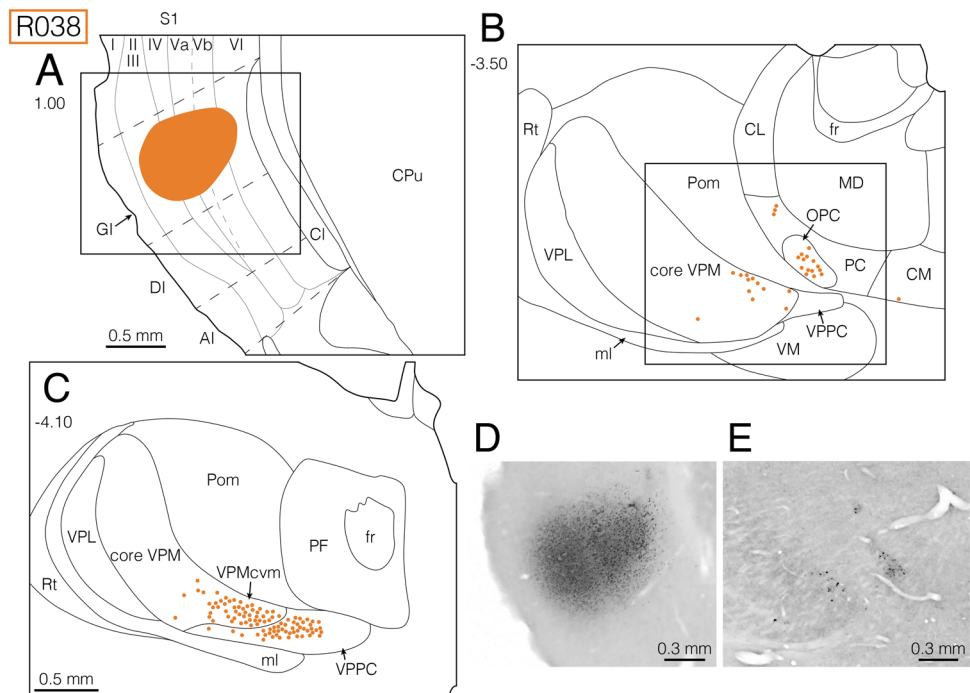 R038
S1
I II IV Va Vb VI
III
A
1.00
CPu
GI
CI
DI
AI
0.5 mm
B
-3.50
Rt
CL
fr
Pom
MD
OPC
VPL
core VPM
PC
CM
VPPC
VM
ml
C
-4.10
Pom
VPL
core VPM
PF
fr
VPMcvm
Rt
ml
VPPC
0.5 mm
D
0.3 mm
E
0.3 mm